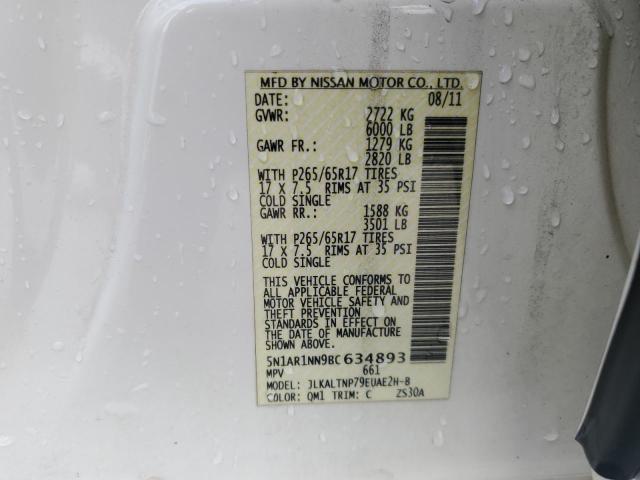 MFD BY NISSAN MOTOR CO., LTD.
DATE: 08/11
GVWR: 2722 KG
6000 LB
GAWR FR.: 1279 KG
2820 LB
WITH P265/65R17 TIRES
17 X 7.5 RIMS AT 35 PSI
COLD SINGLE
GAWR RR.: 1588 KG
3501 LB
WITH P265/65R17 TIRES
17 X 7.5 RIMS AT 35 PSI
COLD SINGLE
THIS VEHICLE CONFORMS TO
ALL APPLICABLE FEDERAL
MOTOR VEHICLE SAFETY AND
THEFT PREVENTION
STANDARDS IN EFFECT ON
THE DATE OF MANUFACTURE
SHOWN ABOVE.
5N1AR1NN9BC634893
MPV 661
MODEL: JLKALTNP79EUAE2H-B
COLOR: QM1 TRIM: C ZS30A